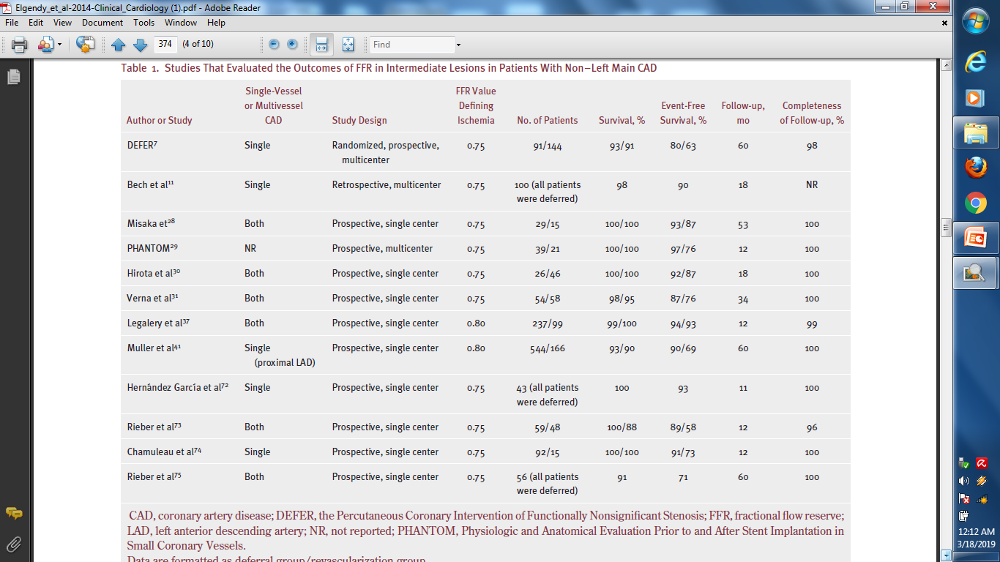 Elgendy_et_al-2014-Clinical_Cardiology (1).pdf - Adobe Reader
File Edit View Document Tools Window Help
374 (4 of 10) Find
Table 1. Studies That Evaluated the Outcomes of FFR in Intermediate Lesions in Patients With Non–Left Main CAD
Single-Vessel FFR Value
or Multivessel Defining Event-Free Follow-up, Completeness
Author or Study CAD Study Design Ischemia No. of Patients Survival, % Survival, % mo of Follow-up, %
DEFER⁷ Single Randomized, prospective, 0.75 91/144 93/91 80/63 60 98
multicenter
Bech et al¹¹ Single Retrospective, multicenter 0.75 100 (all patients 98 90 18 NR
were deferred)
Misaka et²⁸ Both Prospective, single center 0.75 29/15 100/100 93/87 53 100
PHANTOM²⁹ NR Prospective, multicenter 0.75 39/21 100/100 97/76 12 100
Hirota et al³⁰ Both Prospective, single center 0.75 26/46 100/100 92/87 18 100
Verna et al³¹ Both Prospective, single center 0.75 54/58 98/95 87/76 34 100
Legalery et al³⁷ Both Prospective, single center 0.80 237/99 99/100 94/93 12 99
Muller et al⁴¹ Single Prospective, single center 0.80 544/166 93/90 90/69 60 100
(proximal LAD)
Hernández García et al⁷² Single Prospective, single center 0.75 43 (all patients 100 93 11 100
were deferred)
Rieber et al⁷³ Both Prospective, single center 0.75 59/48 100/88 89/58 12 96
Chamuleau et al⁷⁴ Single Prospective, single center 0.75 92/15 100/100 91/73 12 100
Rieber et al⁷⁵ Both Prospective, single center 0.75 56 (all patients 91 71 60 100
were deferred)
CAD, coronary artery disease; DEFER, the Percutaneous Coronary Intervention of Functionally Nonsignificant Stenosis; FFR, fractional flow reserve;
LAD, left anterior descending artery; NR, not reported; PHANTOM, Physiologic and Anatomical Evaluation Prior to and After Stent Implantation in
Small Coronary Vessels.
Data are formatted as deferral group/revascularization group
12:12 AM
3/18/2019